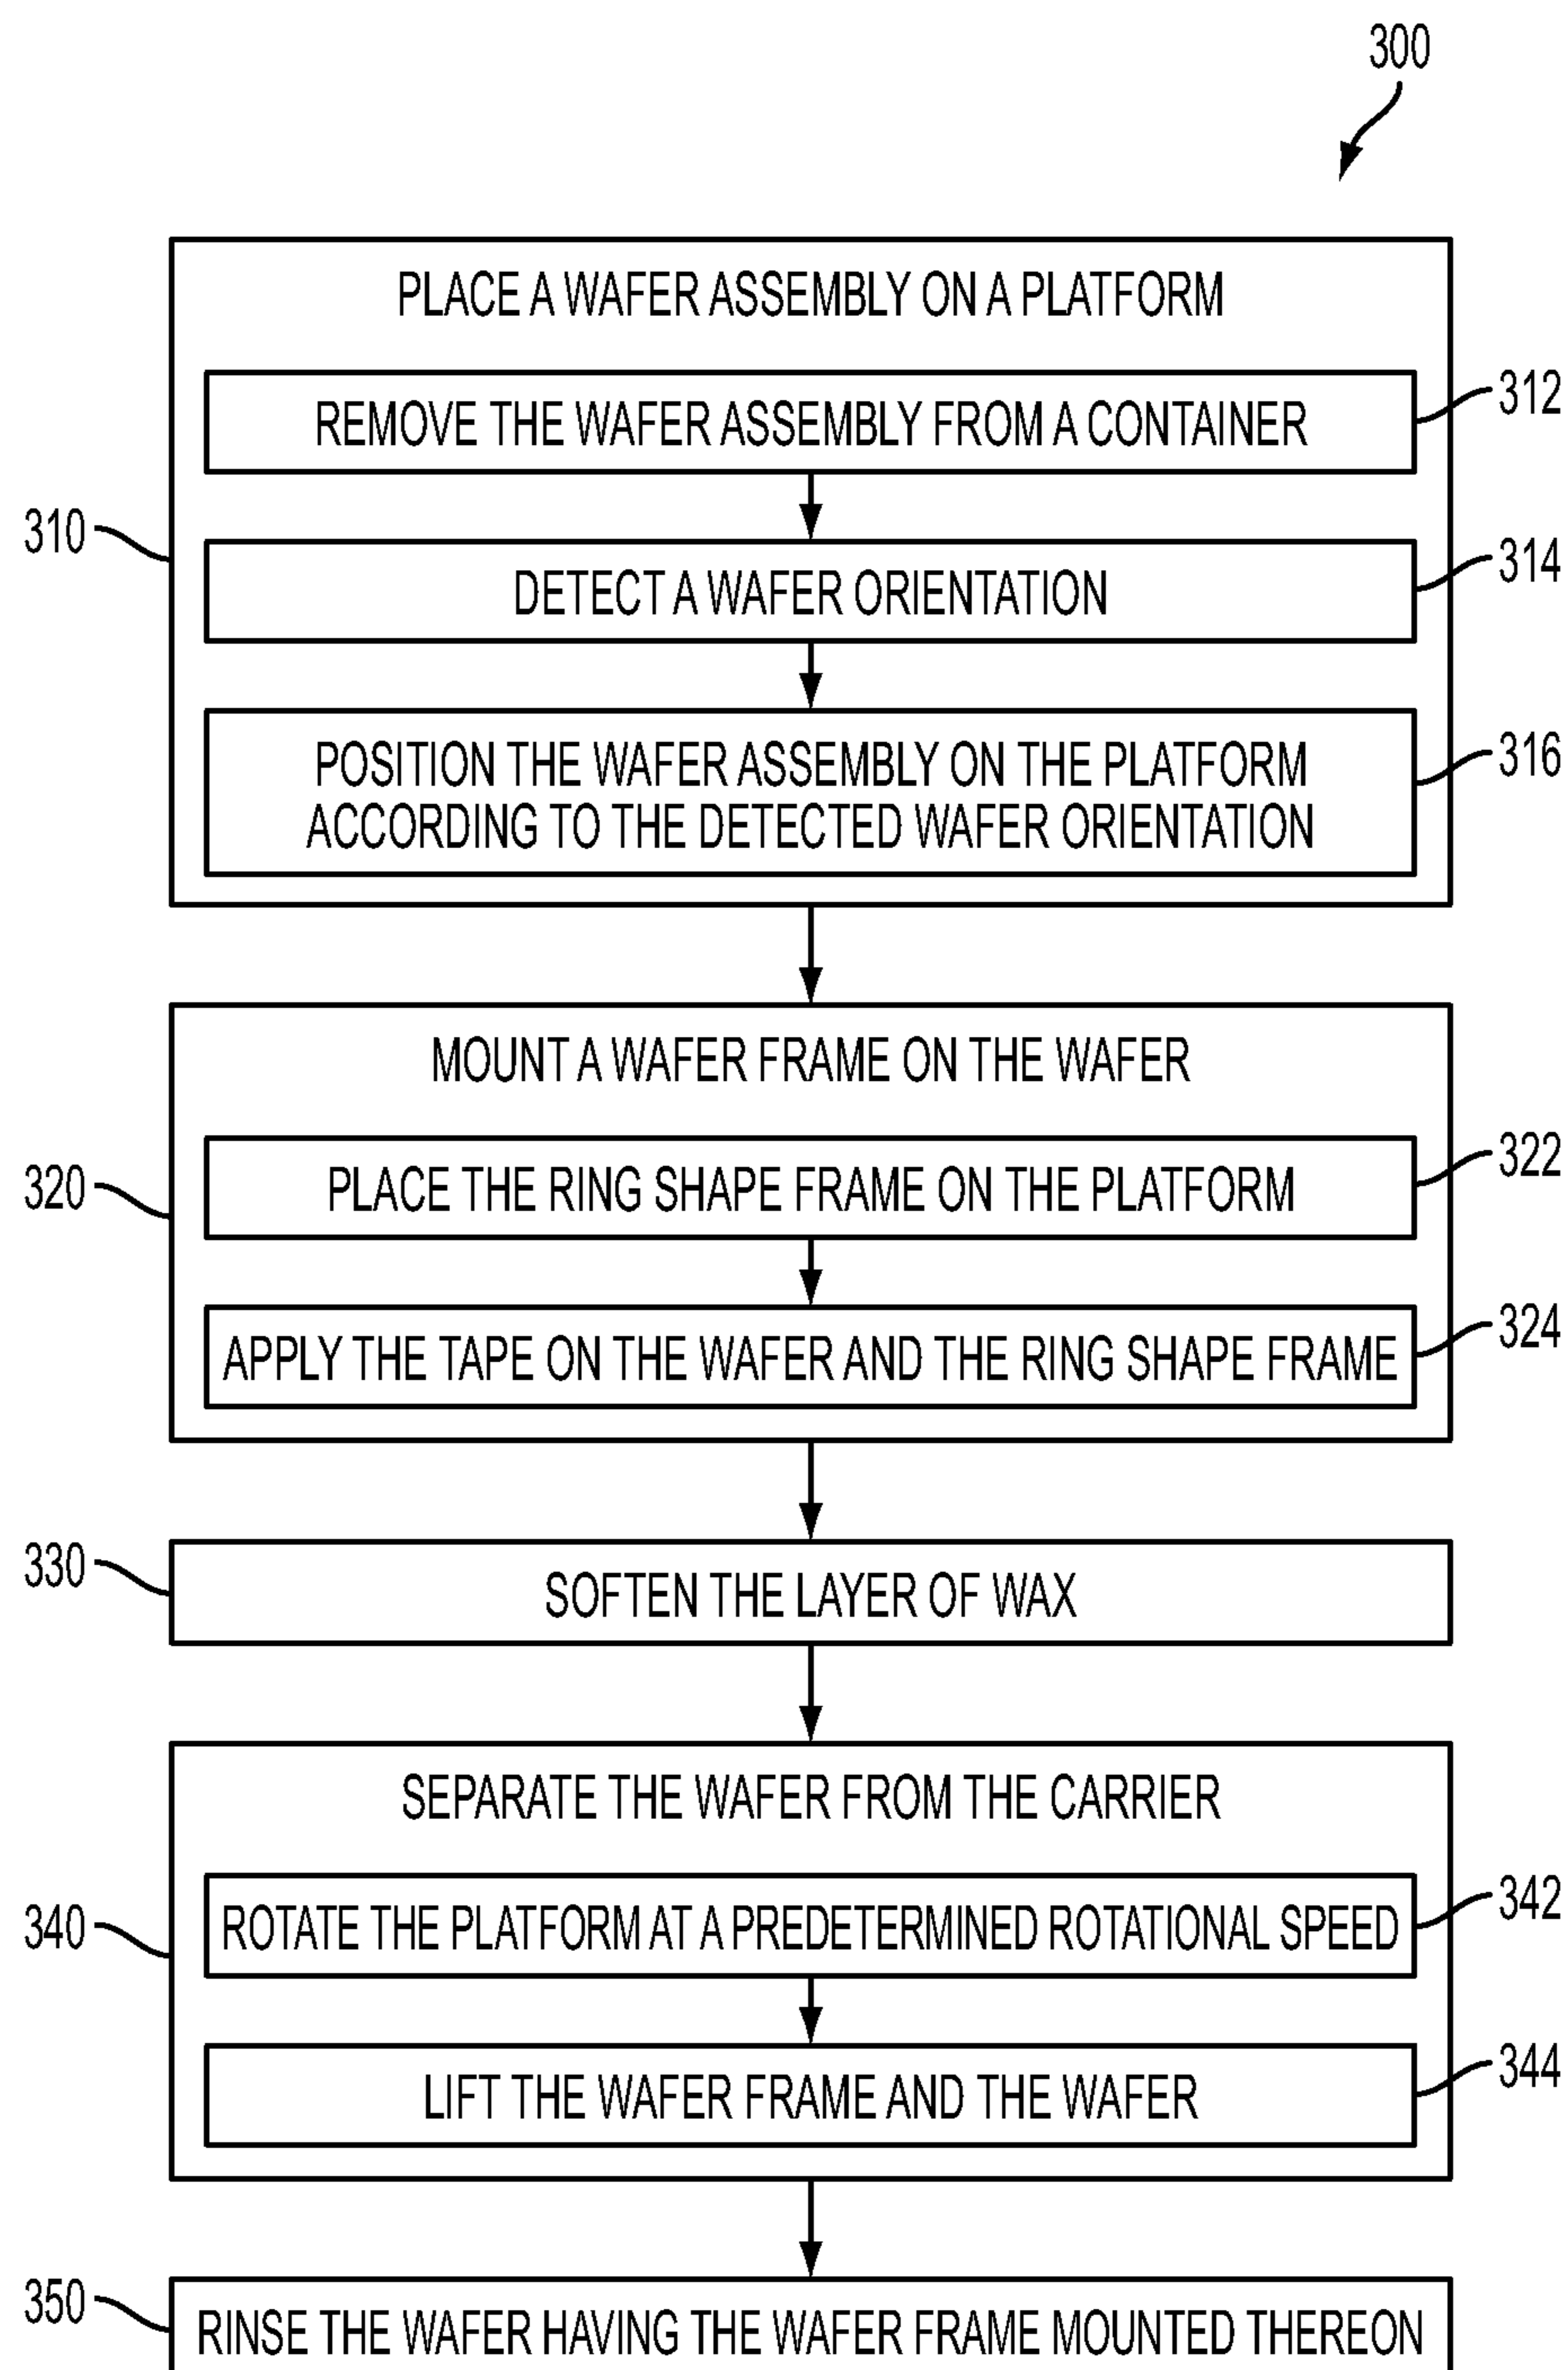 300
PLACE A WAFER ASSEMBLY ON A PLATFORM
REMOVE THE WAFER ASSEMBLY FROM A CONTAINER
312
310
DETECT A WAFER ORIENTATION
314
POSITION THE WAFER ASSEMBLY ON THE PLATFORM
ACCORDING TO THE DETECTED WAFER ORIENTATION
316
MOUNT A WAFER FRAME ON THE WAFER
320
PLACE THE RING SHAPE FRAME ON THE PLATFORM
322
APPLY THE TAPE ON THE WAFER AND THE RING SHAPE FRAME
324
330
SOFTEN THE LAYER OF WAX
SEPARATE THE WAFER FROM THE CARRIER
340
ROTATE THE PLATFORM AT A PREDETERMINED ROTATIONAL SPEED
342
LIFT THE WAFER FRAME AND THE WAFER
344
350
RINSE THE WAFER HAVING THE WAFER FRAME MOUNTED THEREON